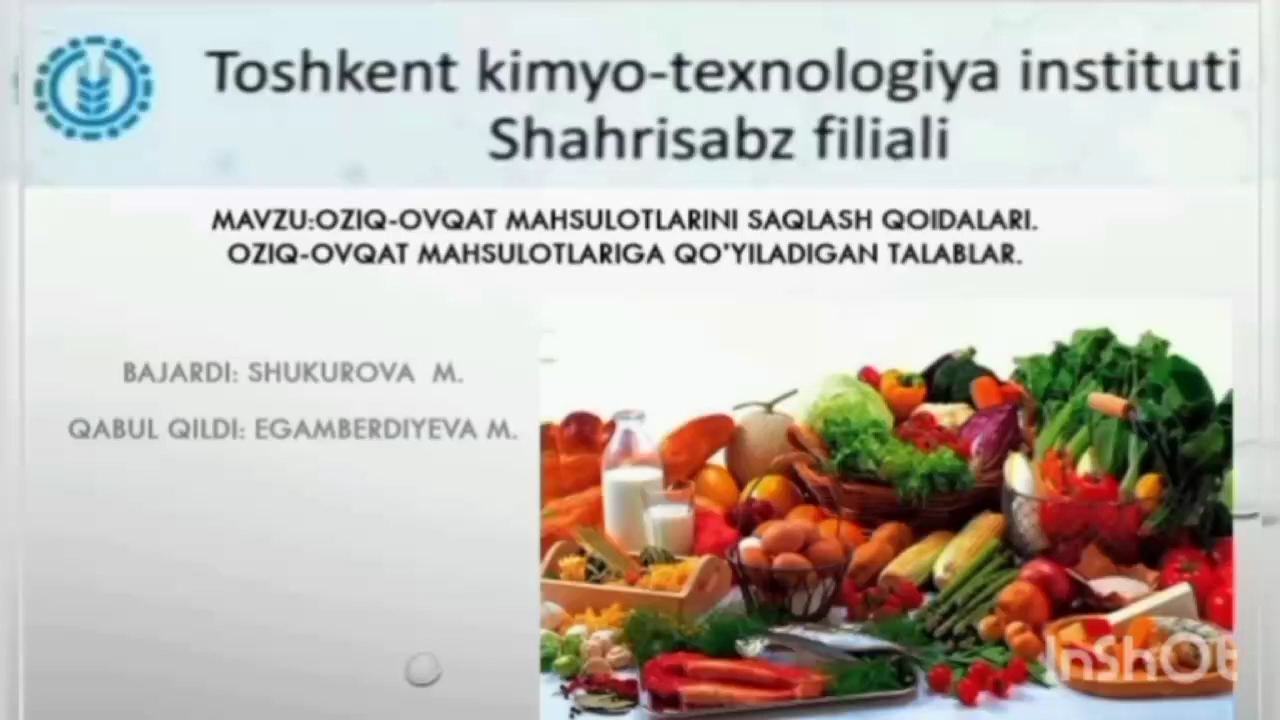 Toshkent kimyo-texnologiya instituti
Shahrisabz filiali
MAVZU:OZIQ-OVQAT MAHSULOTLARINI SAQLASH QOIDALARI.
OZIQ-OVQAT MAHSULOTLARIGA QO'YILADIGAN TALABLAR.
BAJARDI: SHUKUROVA M.
QABUL QILDI: EGAMBERDIYEVA M.
InShOt